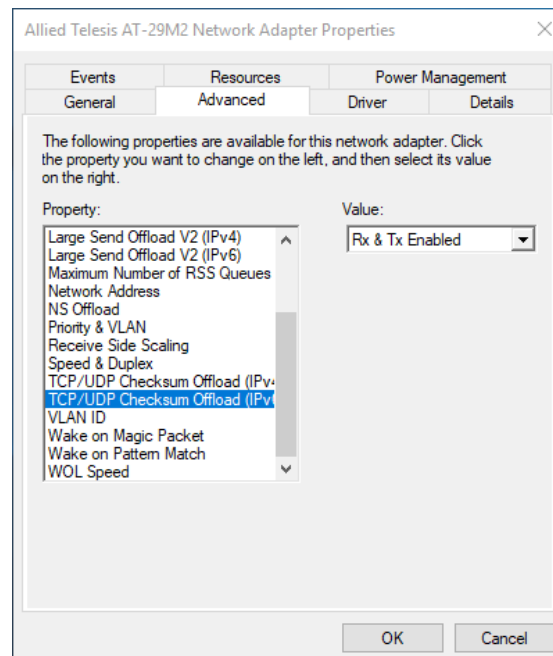 Allied Telesis AT-29M2 Network Adapter Properties
Events Resources Power Management
General Advanced Driver Details
The following properties are available for this network adapter. Click
the property you want to change on the left, and then select its value
on the right.
Property:
Value:
Large Send Offload V2 (IPv4)
Rx & Tx Enabled
Large Send Offload V2 (IPv6)
Maximum Number of RSS Queues
Network Address
NS Offload
Priority & VLAN
Receive Side Scaling
Speed & Duplex
TCP/UDP Checksum Offload (IPv4
TCP/UDP Checksum Offload (IPv6
VLAN ID
Wake on Magic Packet
Wake on Pattern Match
WOL Speed
OK Cancel